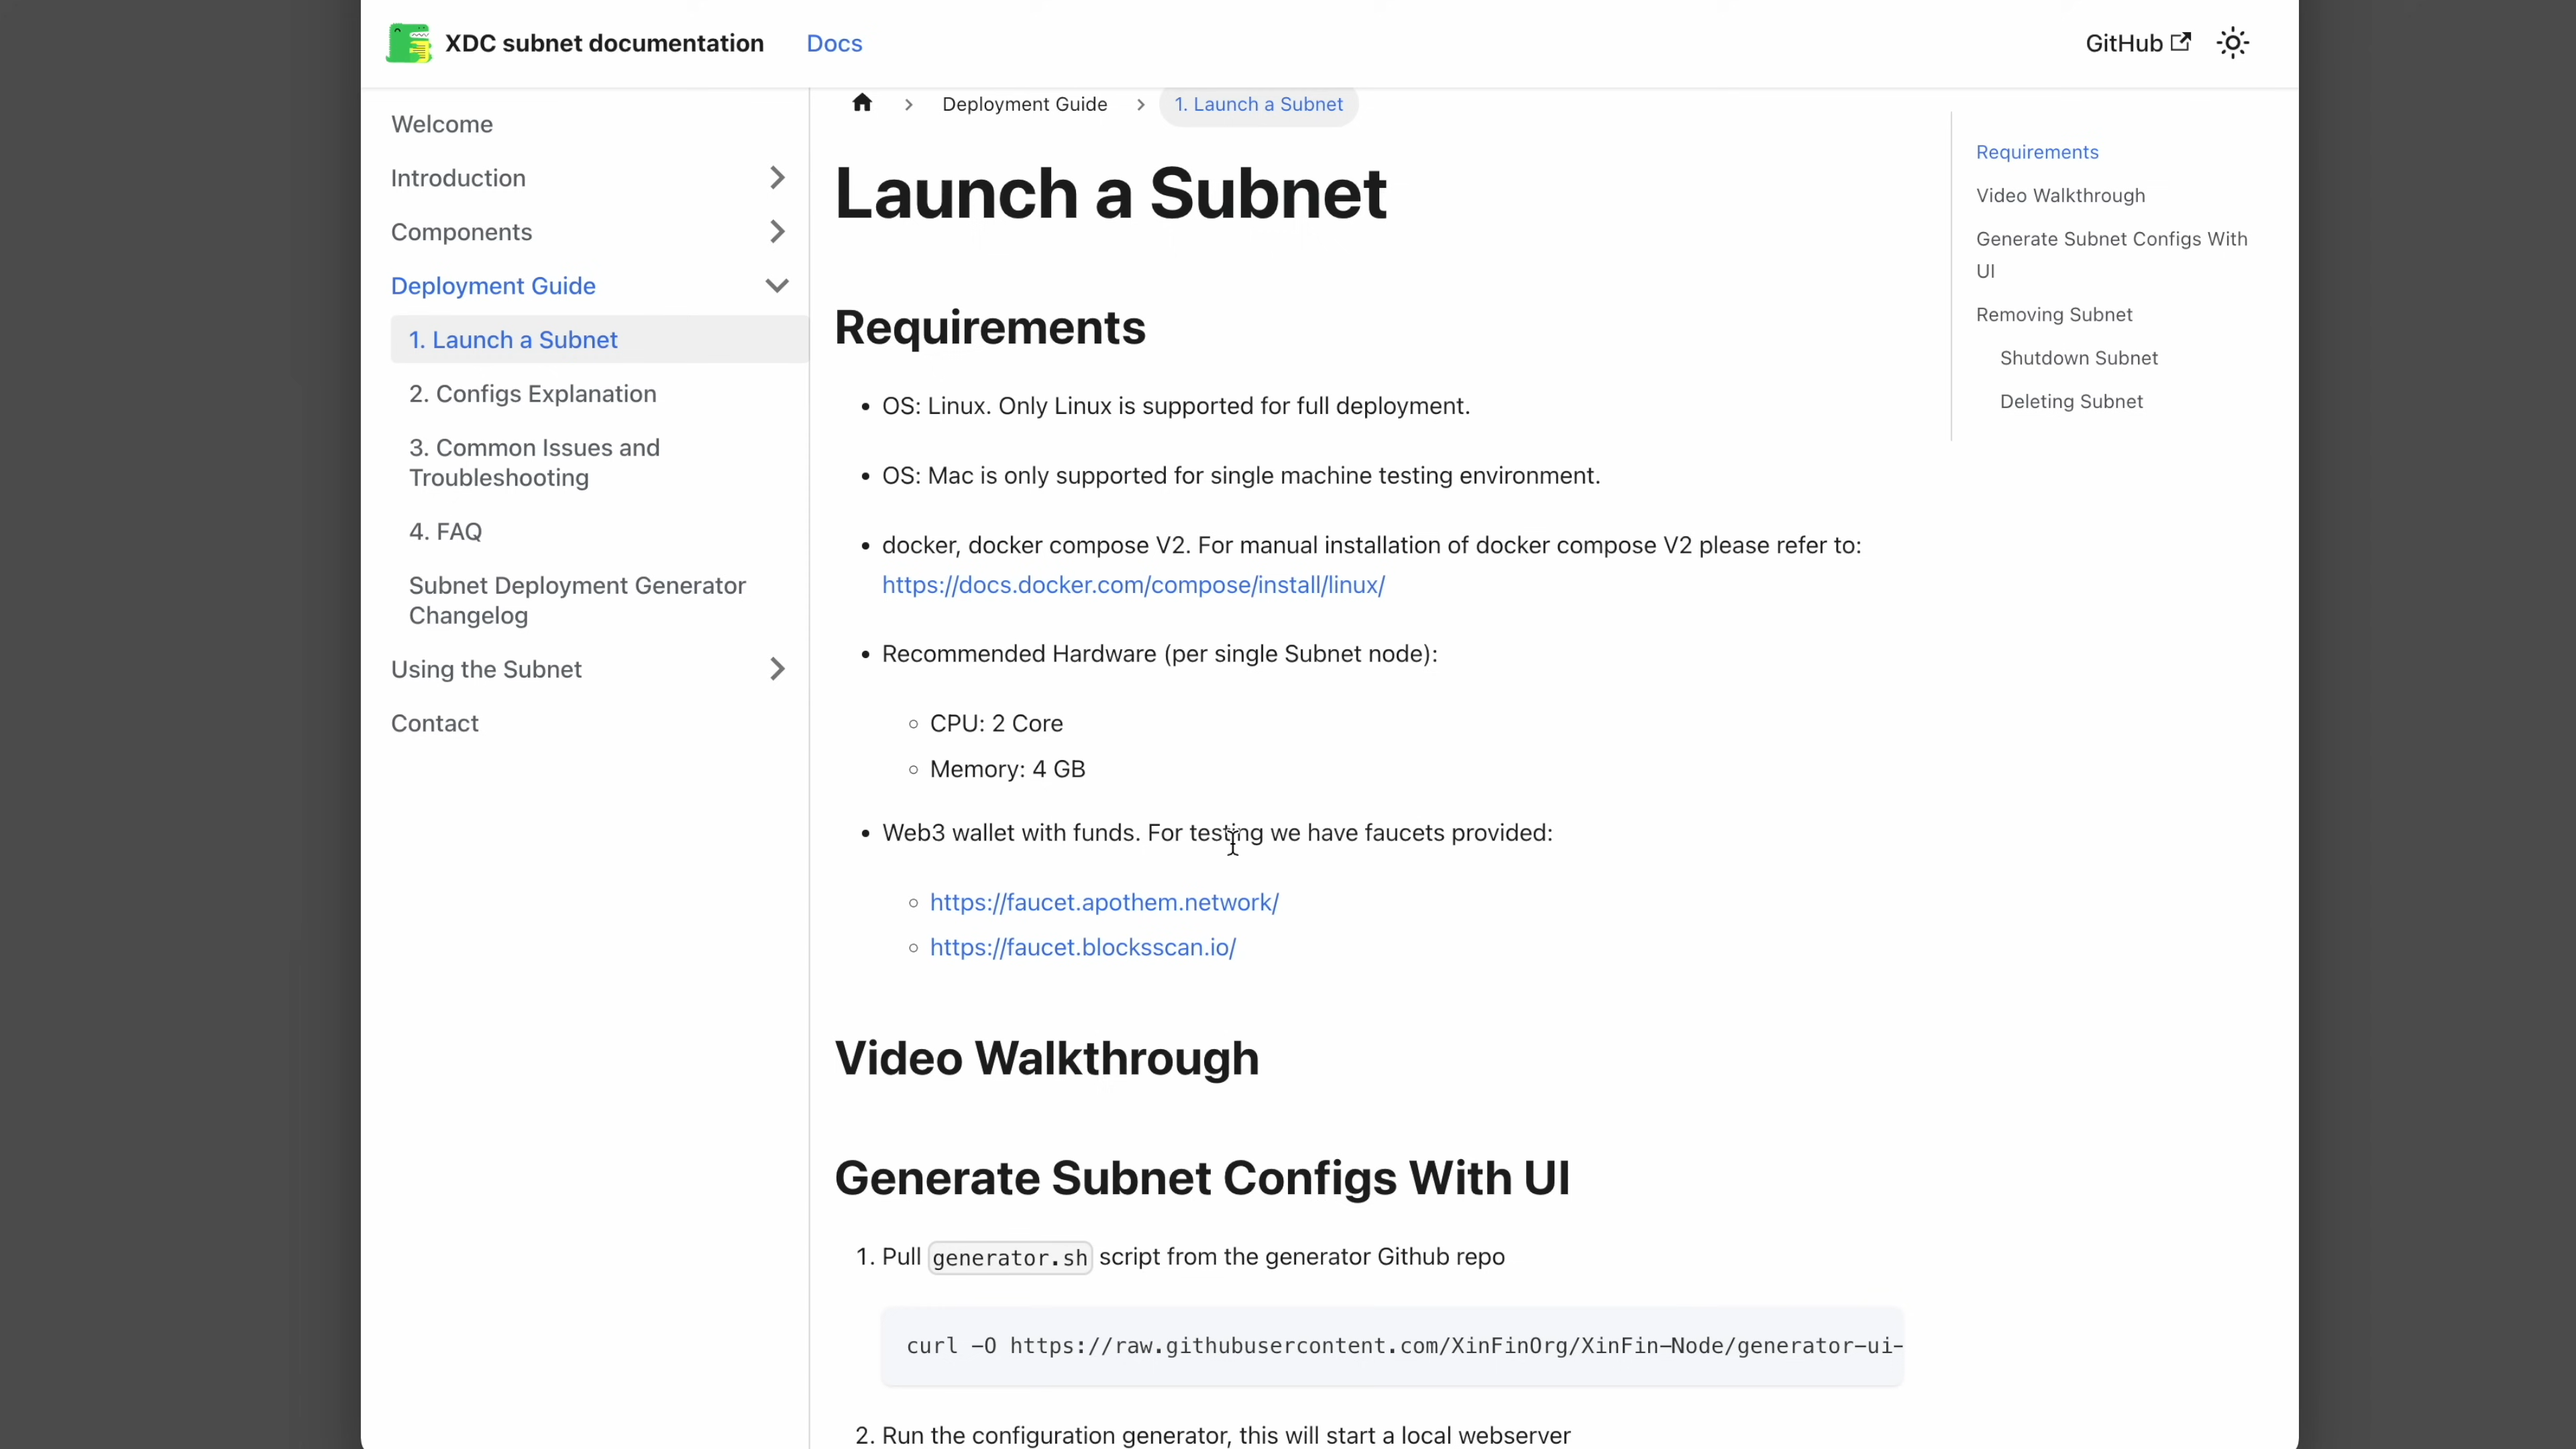 XDC subnet documentation
Docs
GitHub
Welcome
Introduction
Components
Deployment Guide
1. Launch a Subnet
2. Configs Explanation
3. Common Issues and
Troubleshooting
4. FAQ
Subnet Deployment Generator
Changelog
Using the Subnet
Contact
Deployment Guide
1. Launch a Subnet
Launch a Subnet
Requirements
OS: Linux. Only Linux is supported for full deployment.
OS: Mac is only supported for single machine testing environment.
docker, docker compose V2. For manual installation of docker compose V2 please refer to:
https://docs.docker.com/compose/install/linux/
Recommended Hardware (per single Subnet node):
CPU: 2 Core
Memory: 4 GB
Web3 wallet with funds. For testing we have faucets provided:
https://faucet.apothem.network/
https://faucet.blocksscan.io/
Video Walkthrough
Generate Subnet Configs With UI
1. Pull generator.sh script from the generator Github repo
curl -O https://raw.githubusercontent.com/XinFinOrg/XinFin-Node/generator-ui-
2. Run the configuration generator, this will start a local webserver
Requirements
Video Walkthrough
Generate Subnet Configs With
UI
Removing Subnet
Shutdown Subnet
Deleting Subnet